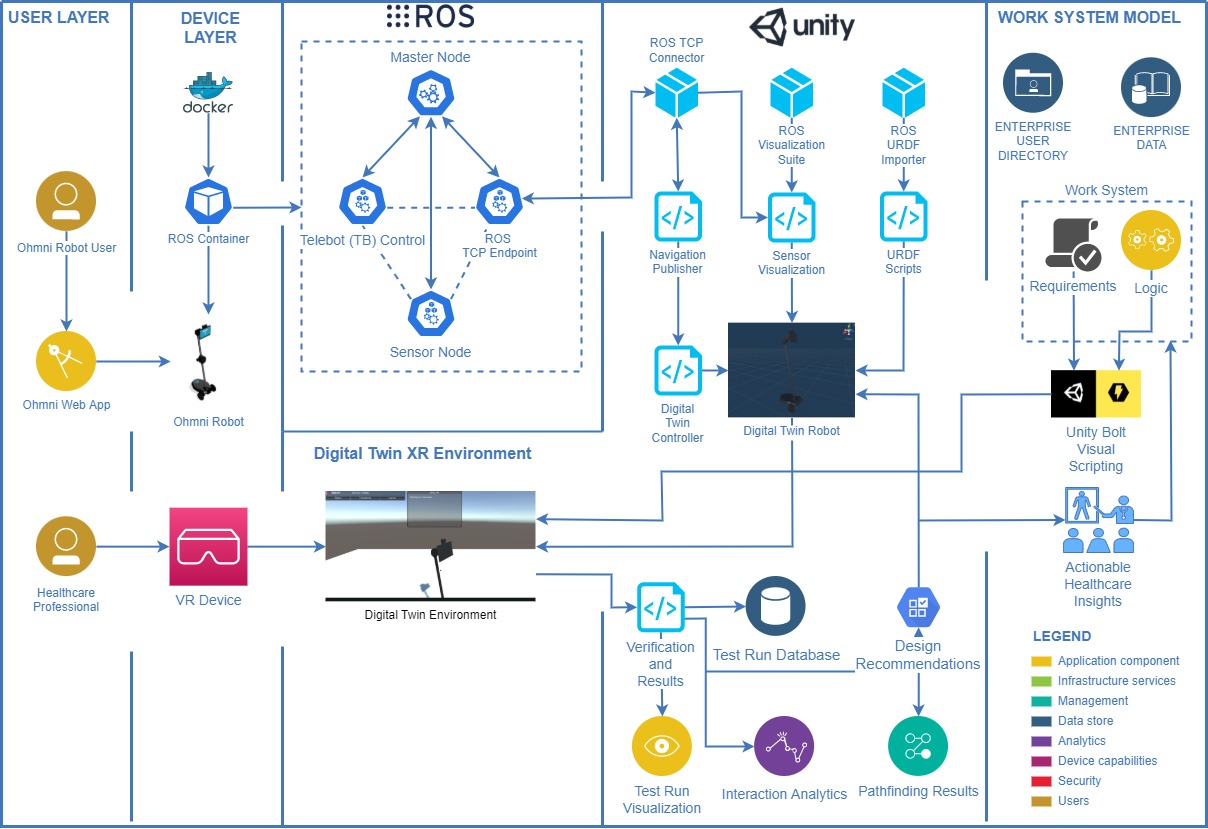 USER LAYER
DEVICE
LAYER
ROS
unity
WORK SYSTEM MODEL
docker
Master Node
ROS TCP
Connector
ROS
Visualization
Suite
ROS
URDF
Importer
ENTERPRISE
USER
DIRECTORY
ENTERPRISE
DATA
Ohmni Robot User
ROS Container
Telebot (TB) Control
ROS
TCP Endpoint
Navigation
Publisher
Sensor
Visualization
URDF
Scripts
Work System
Requirements
Logic
Sensor Node
Ohmni Web App
Ohmni Robot
Digital
Twin
Controller
Digital Twin Robot
Unity Bolt
Visual
Scripting
Digital Twin XR Environment
Healthcare
Professional
VR Device
Digital Twin Environment
Actionable
Healthcare
Insights
Verification
and
Results
Test Run Database
Design
Recommendations
Test Run
Visualization
Interaction Analytics
Pathfinding Results
LEGEND
Application component
Infrastructure services
Management
Data store
Analytics
Device capabilities
Security
Users